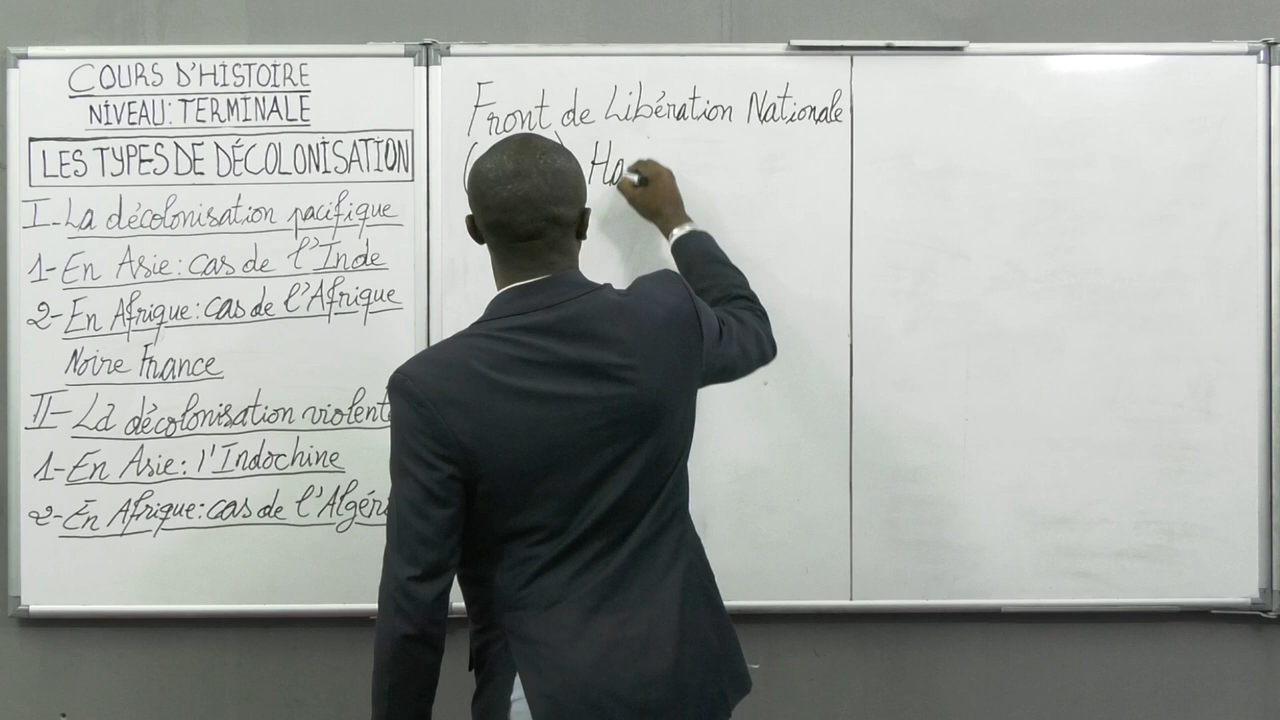 COURS D'HISTOIRE
NIVEAU: TERMINALE
LES TYPES DE DÉCOLONISATION
I-La décolonisation pacifique
1-En Asie: cas de l'Inde
2-En Afrique: cas de l'Afrique
Noire France
II-La décolonisation violent
1-En Asie: l'Indochine
2-En Afrique: cas de l'Algéri
Front de Libération Nationale
( ) Ha